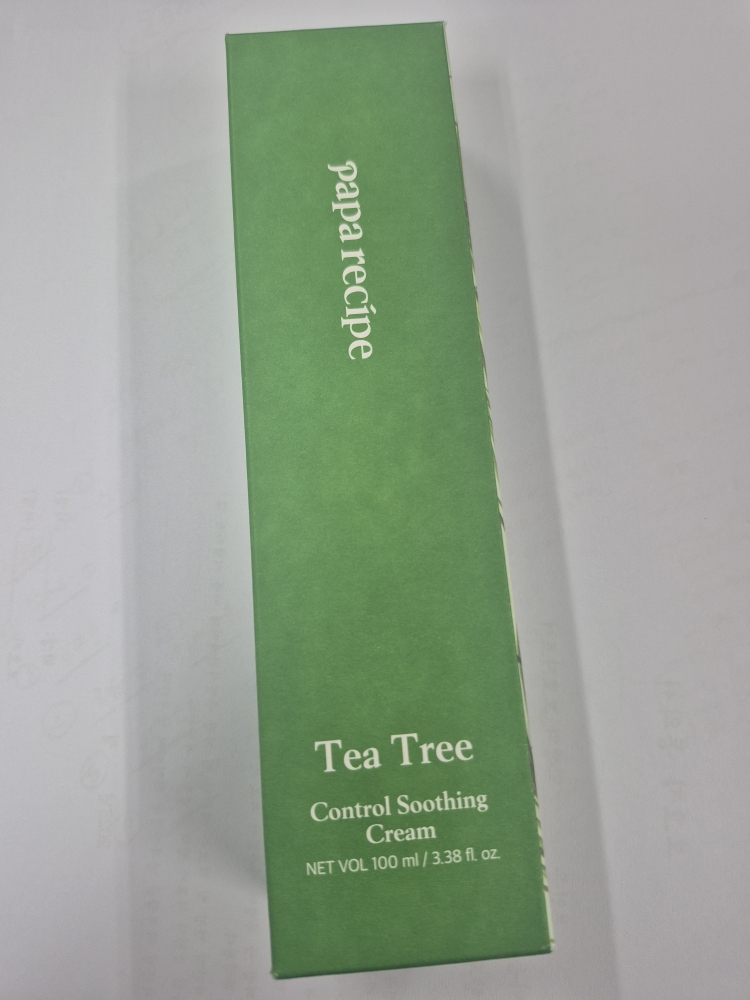 papa recipe
Tea Tree
Control Soothing
Cream
NET VOL 100 ml / 3.38 fl. oz.